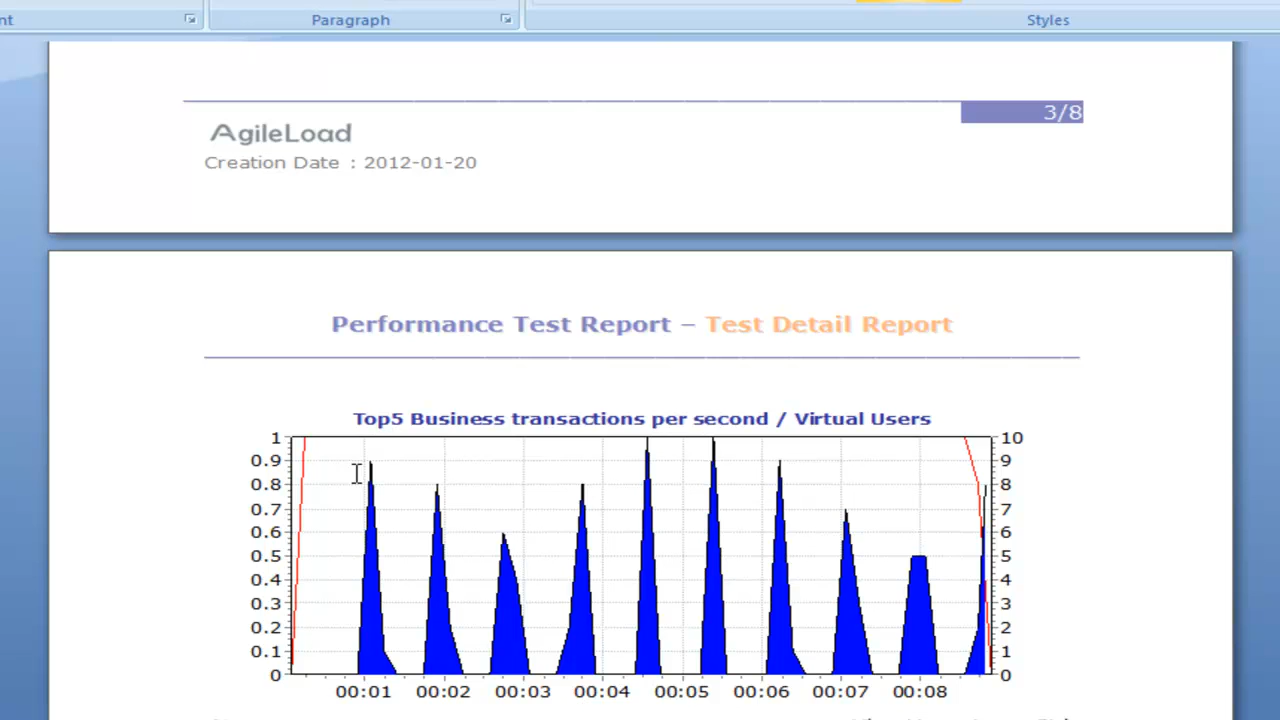 nt Paragraph Styles
3/8
AgileLoad
Creation Date : 2012-01-20
Performance Test Report – Test Detail Report
Top5 Business transactions per second / Virtual Users
1 10
0.9 9
0.8 8
0.7 7
0.6 6
0.5 5
0.4 4
0.3 3
0.2 2
0.1 1
0 0
00:01 00:02 00:03 00:04 00:05 00:06 00:07 00:08